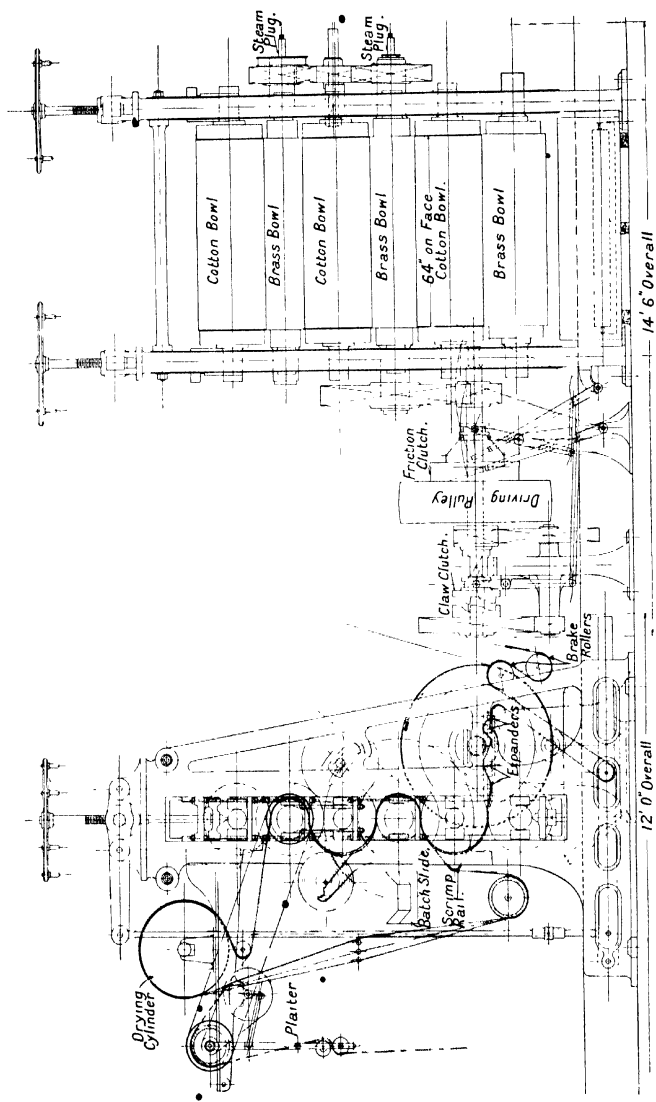 Steam
Plug.
Steam
Plug.
Cotton Bowl
Brass Bowl
Cotton Bowl
Brass Bowl
64" on Face
Cotton Bowl.
Brass Bowl
14' 6" Overall
Friction
Clutch.
Driving Pulley
Claw Clutch.
Brake
Rollers
Expanders
12' 0" Overall
Batch Slide.
Scrimp
Rail.
Drying
Cylinder
Plaiter